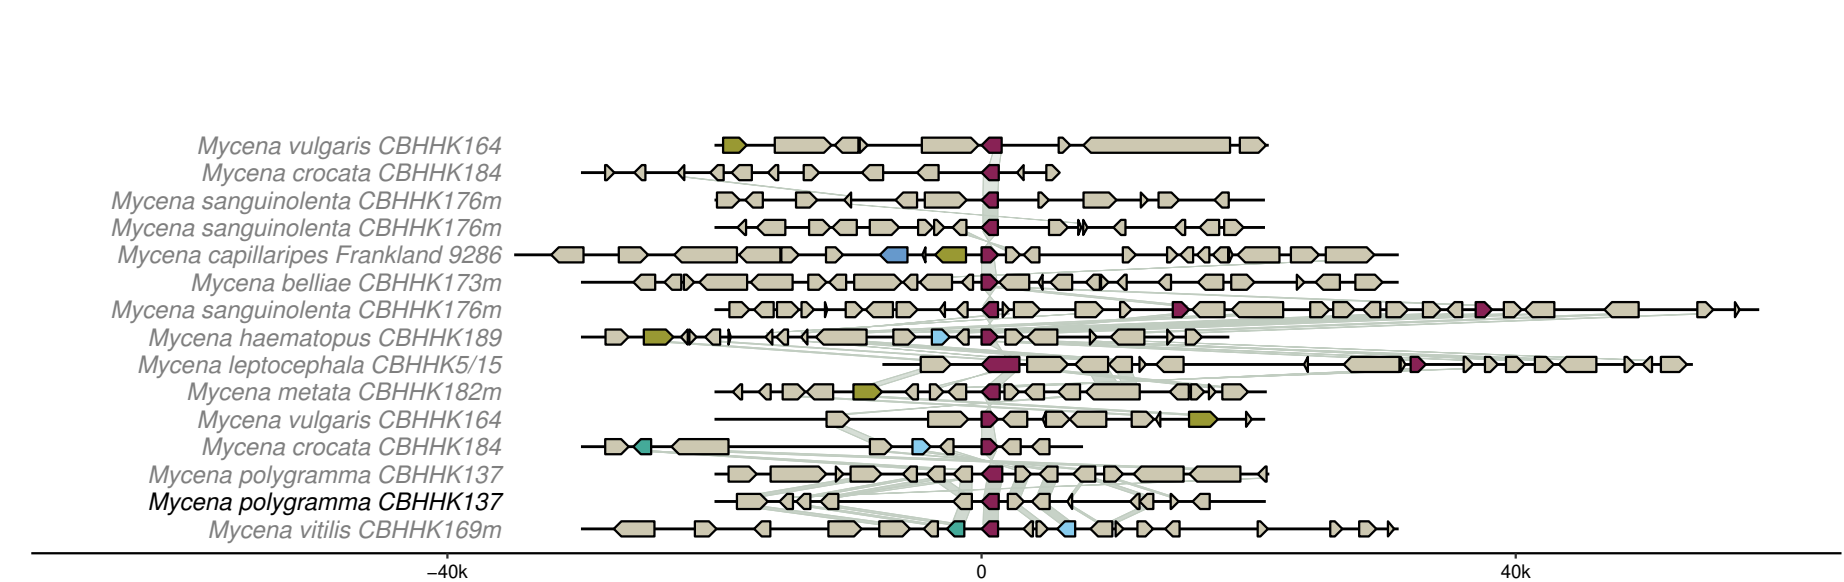 Mycena vulgaris CBHHK164
Mycena crocata CBHHK184
Mycena sanguinolenta CBHHK176m
Mycena sanguinolenta CBHHK176m
Mycena capillaripes Frankland 9286
Mycena belliae CBHHK173m
Mycena sanguinolenta CBHHK176m
Mycena haematopus CBHHK189
Mycena leptocephala CBHHK5/15
Mycena metata CBHHK182m
Mycena vulgaris CBHHK164
Mycena crocata CBHHK184
Mycena polygramma CBHHK137
Mycena polygramma CBHHK137
Mycena vitilis CBHHK169m
−40k 0 40k